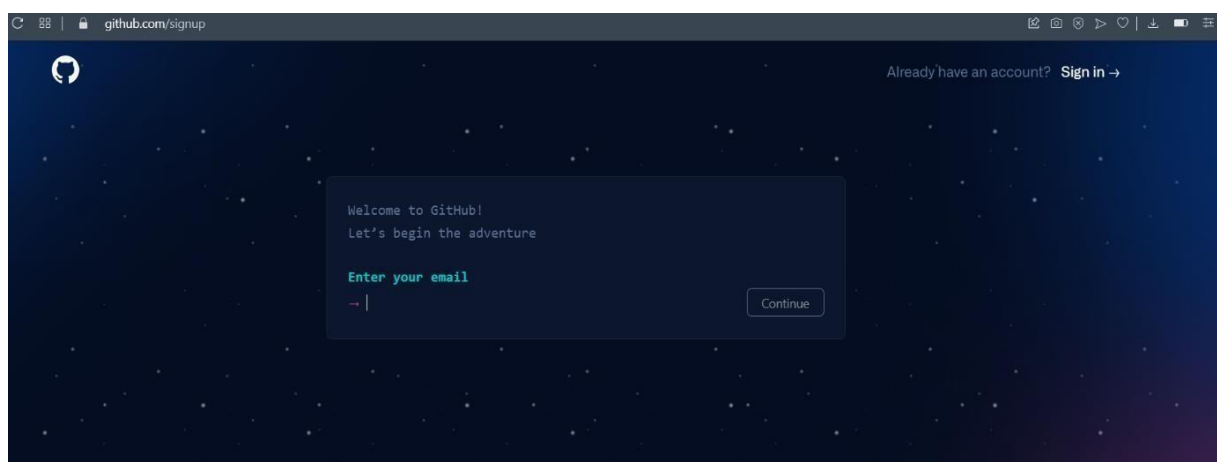 github.com/signup
Already have an account? Sign in →
Welcome to GitHub!
Let's begin the adventure
Enter your email
→
Continue